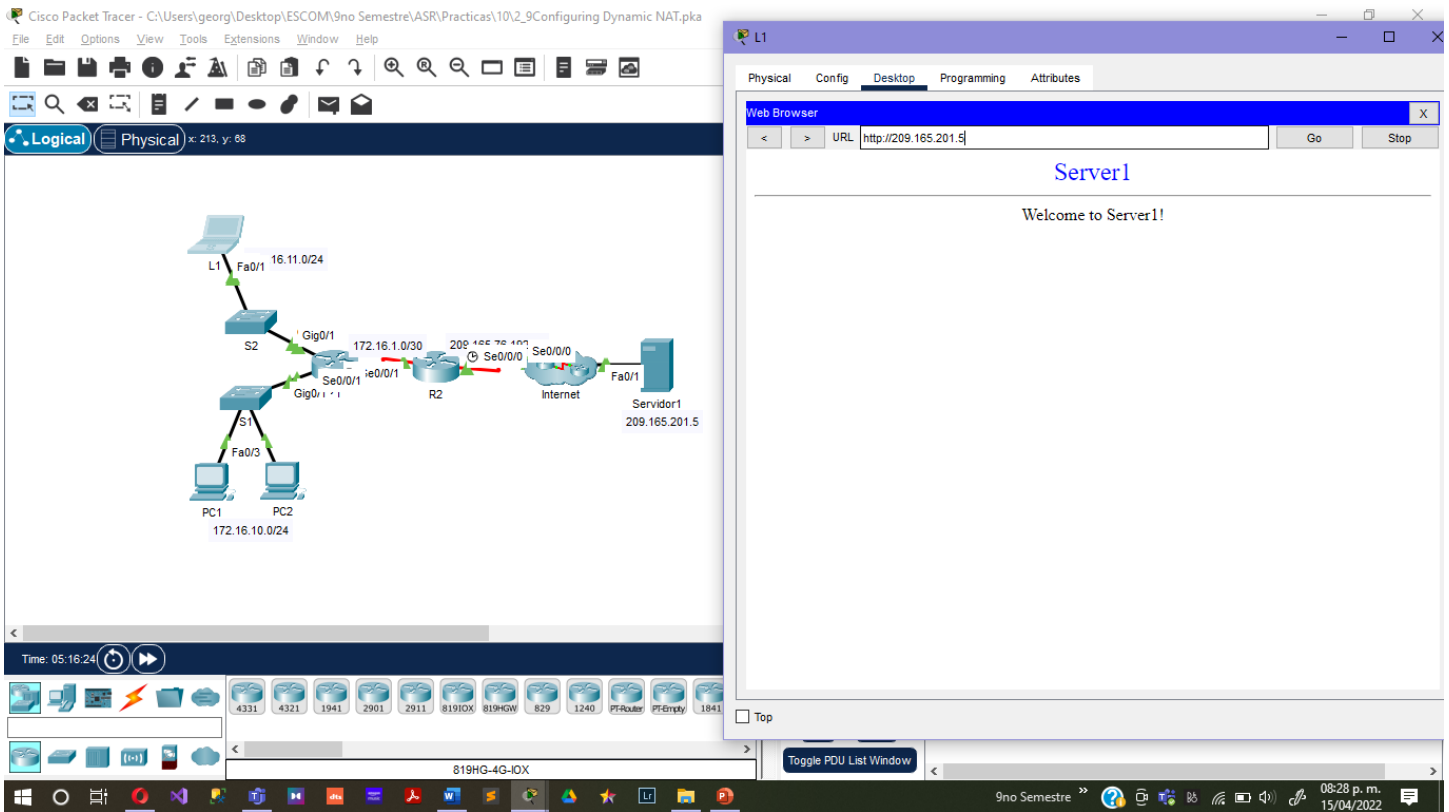 Cisco Packet Tracer - C:\Users\georg\Desktop\ESCOM\9no Semestre\ASR\Practicas\10\2_9Configuring Dynamic NAT.pka
File Edit Options View Tools Extensions Window Help
Logical Physical x: 213, y: 68
L1 Fa0/1 16.11.0/24
S2 Gig0/1
172.16.1.0/30
Se0/0/0 Se0/0/0
Se0/0/1 Se0/0/1
R2 Internet Fa0/1
Servidor1
209.165.201.5
S1
Fa0/3
PC1 PC2
172.16.10.0/24
Time: 05:16:24
4331 4321 1941 2901 2911 819IOX 819HGW 829 1240 PT-Router PT-Empty 1841
819HG-4G-IOX
L1
Physical Config Desktop Programming Attributes
Web Browser X
< > URL http://209.165.201.5 Go Stop
Server1
Welcome to Server1!
Top
Toggle PDU List Window
9no Semestre
08:28 p. m.
15/04/2022